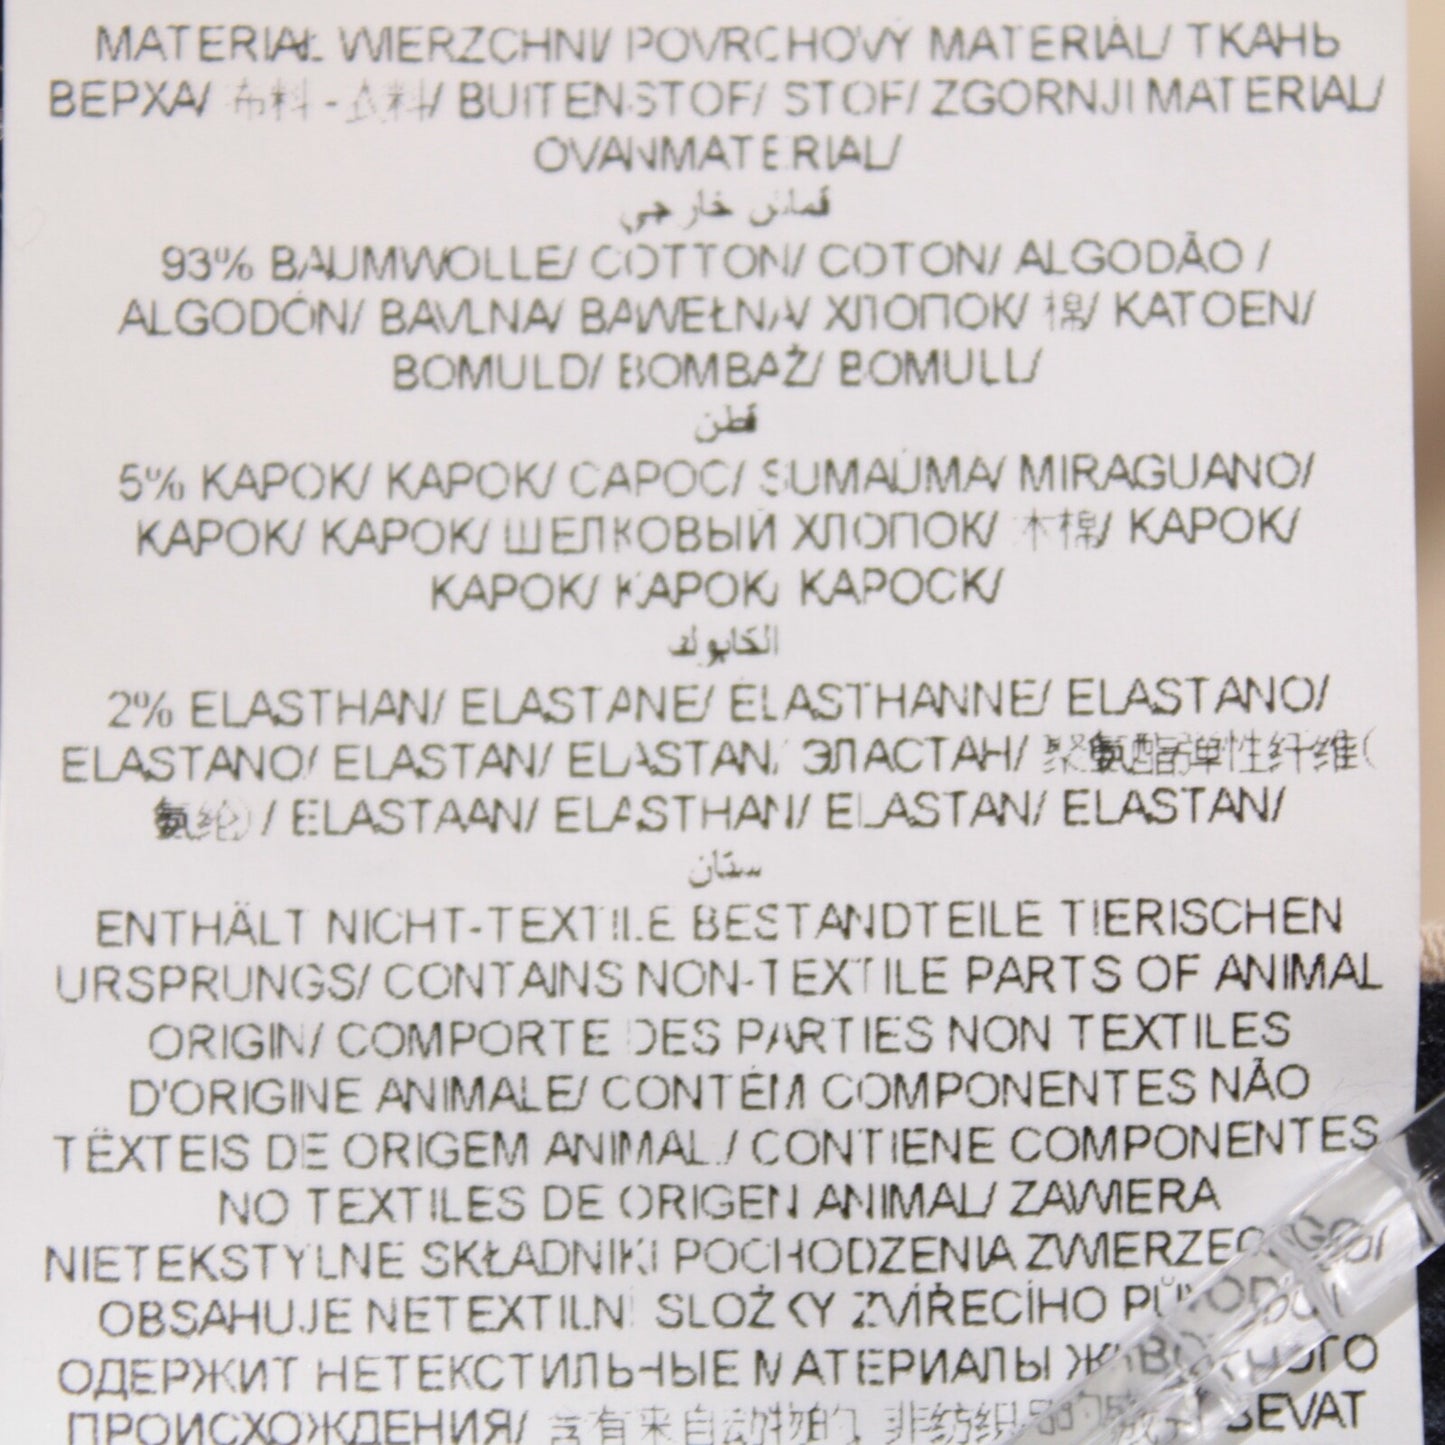 MATERIAŁ WIERZCHNI/ POVRCHOVÝ MATERIÁL/ ТКАНЬ
ВЕРХА/ 布料 - 衣料/ BUITENSTOF/ STOF/ ZGORNJI MATERIAL/
OVANMATERIAL/
قماش خارجي
93% BAUMWOLLE/ COTTON/ COTON/ ALGODÃO /
ALGODÓN/ BAVLNA/ BAWEŁNA/ ХЛОПОК/ 棉/ KATOEN/
BOMULD/ BOMBAŽ/ BOMULL/
قطن
5% KAPOK/ KAPOK/ CAPOC/ SUMAÚMA/ MIRAGUANO/
KAPOK/ KAPOK/ ШЕЛКОВЫЙ ХЛОПОК/ 木棉/ KAPOK/
KAPOK/ KAPOK/ KAPOCK/
الكابوك
2% ELASTHAN/ ELASTANE/ ÉLASTHANNE/ ELASTANO/
ELASTANO/ ELASTAN/ ELASTAN/ ЭЛАСТАН/ 聚氨酯弹性纤维(
氨纶) / ELASTAAN/ ELASTHAN/ ELASTAN/ ELASTAN/
ستان
ENTHÄLT NICHT-TEXTILE BESTANDTEILE TIERISCHEN
URSPRUNGS/ CONTAINS NON-TEXTILE PARTS OF ANIMAL
ORIGIN/ COMPORTE DES PARTIES NON TEXTILES
D'ORIGINE ANIMALE/ CONTÉM COMPONENTES NÃO
TÊXTEIS DE ORIGEM ANIMAL./ CONTIENE COMPONENTES
NO TEXTILES DE ORIGEN ANIMAL/ ZAWIERA
NIETEKSTYLNE SKŁADNIKI POCHODZENIA ZWIERZĘCEGO/
OBSAHUJE NETEXTILNÍ SLOŽKY ZVÍŘECÍHO PŮVODU/
ОДЕРЖИТ НЕТЕКСТИЛЬНЫЕ МАТЕРИАЛЫ ЖИВОТНОГО
ПРОИСХОЖДЕНИЯ/ 含有来自动物的 非纺织 BEVAT